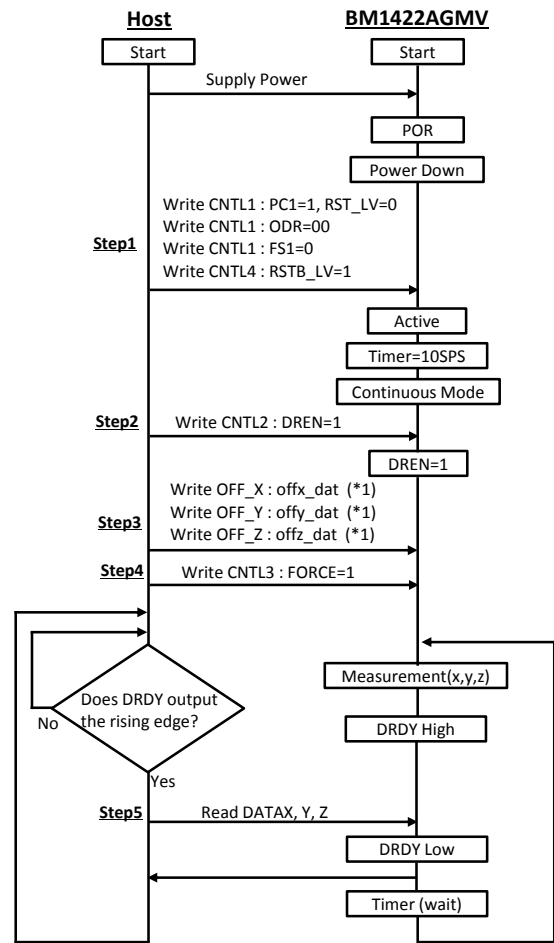 Host
BM1422AGMV
Start
Start
Supply Power
POR
Power Down
Write CNTL1 : PC1=1, RST_LV=0
Write CNTL1 : ODR=00
Step1
Write CNTL1 : FS1=0
Write CNTL4 : RSTB_LV=1
Active
Timer=10SPS
Continuous Mode
Step2
Write CNTL2 : DREN=1
DREN=1
Write OFF_X : offx_dat (*1)
Write OFF_Y : offy_dat (*1)
Step3
Write OFF_Z : offz_dat (*1)
Step4
Write CNTL3 : FORCE=1
Measurement(x,y,z)
Does DRDY output
the rising edge?
No
DRDY High
Yes
Step5
Read DATAX, Y, Z
DRDY Low
Timer (wait)